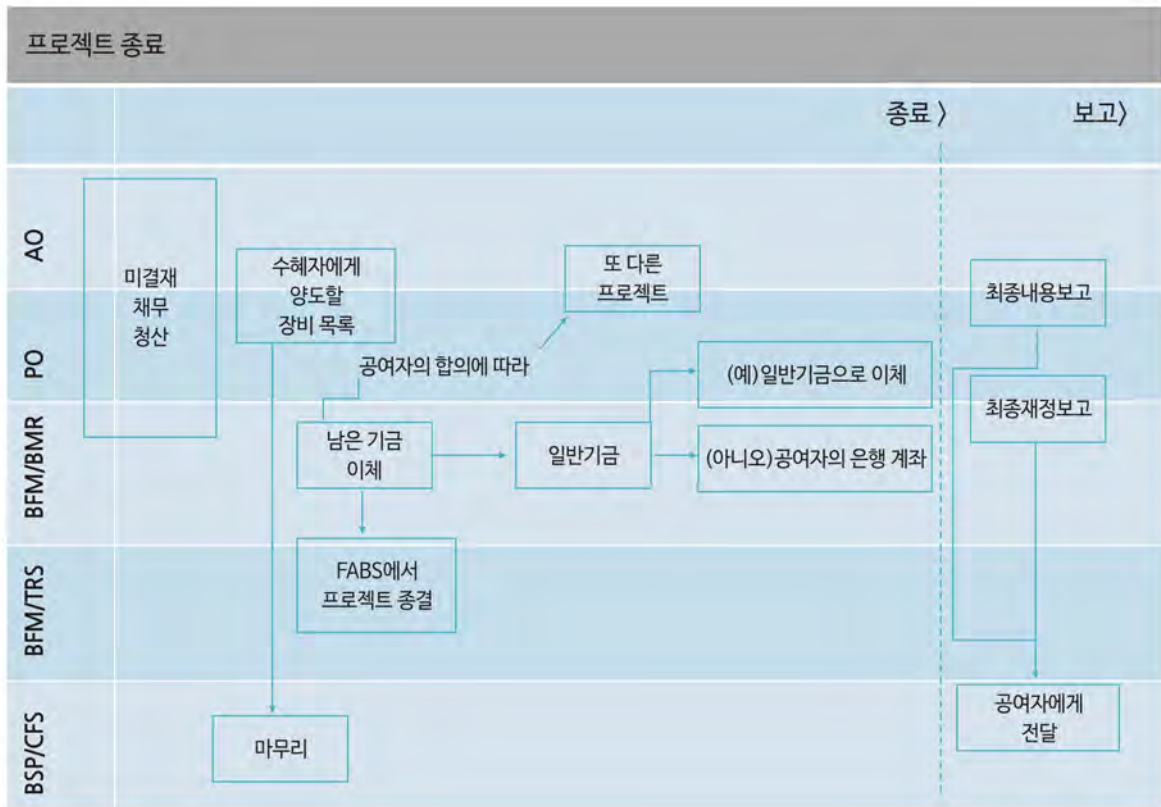 프로젝트 종료
종료 〉
보고〉
AO
PO
BFM/BMR
BFM/TRS
BSP/CFS
미결재
채무
청산
수혜자에게
양도할
장비 목록
또 다른
프로젝트
공여자의 합의에 따라
남은 기금
이체
일반기금
(예)일반기금으로 이체
(아니오)공여자의 은행 계좌
FABS에서
프로젝트 종결
마무리
최종내용보고
최종재정보고
공여자에게
전달